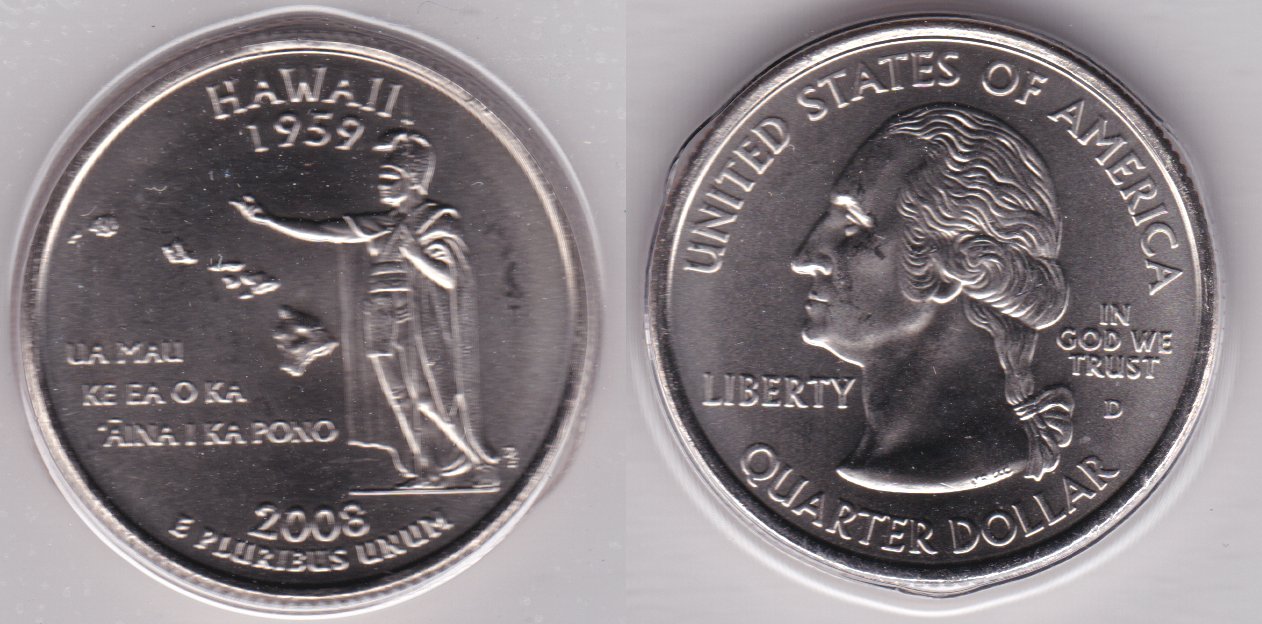 HAWAII
1959
UA MAU
KE EA O KA
ʻĀINA I KA PONO
2008
E PLURIBUS UNUM
UNITED STATES OF AMERICA
IN
GOD WE
TRUST
LIBERTY
D
QUARTER DOLLAR